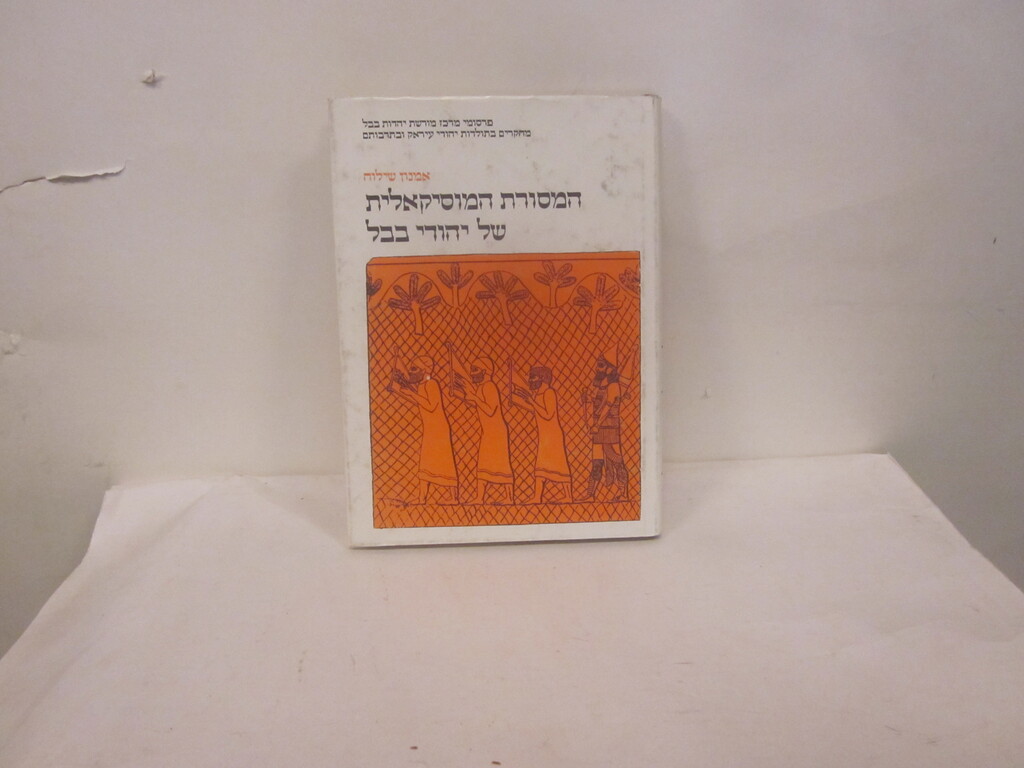 פרסומי מרכז מורשת יהדות בבל
מחקרים בתולדות יהודי עיראק ובתרבותם
אמנון שילוח
המסורת המוסיקאלית
של יהודי בבל